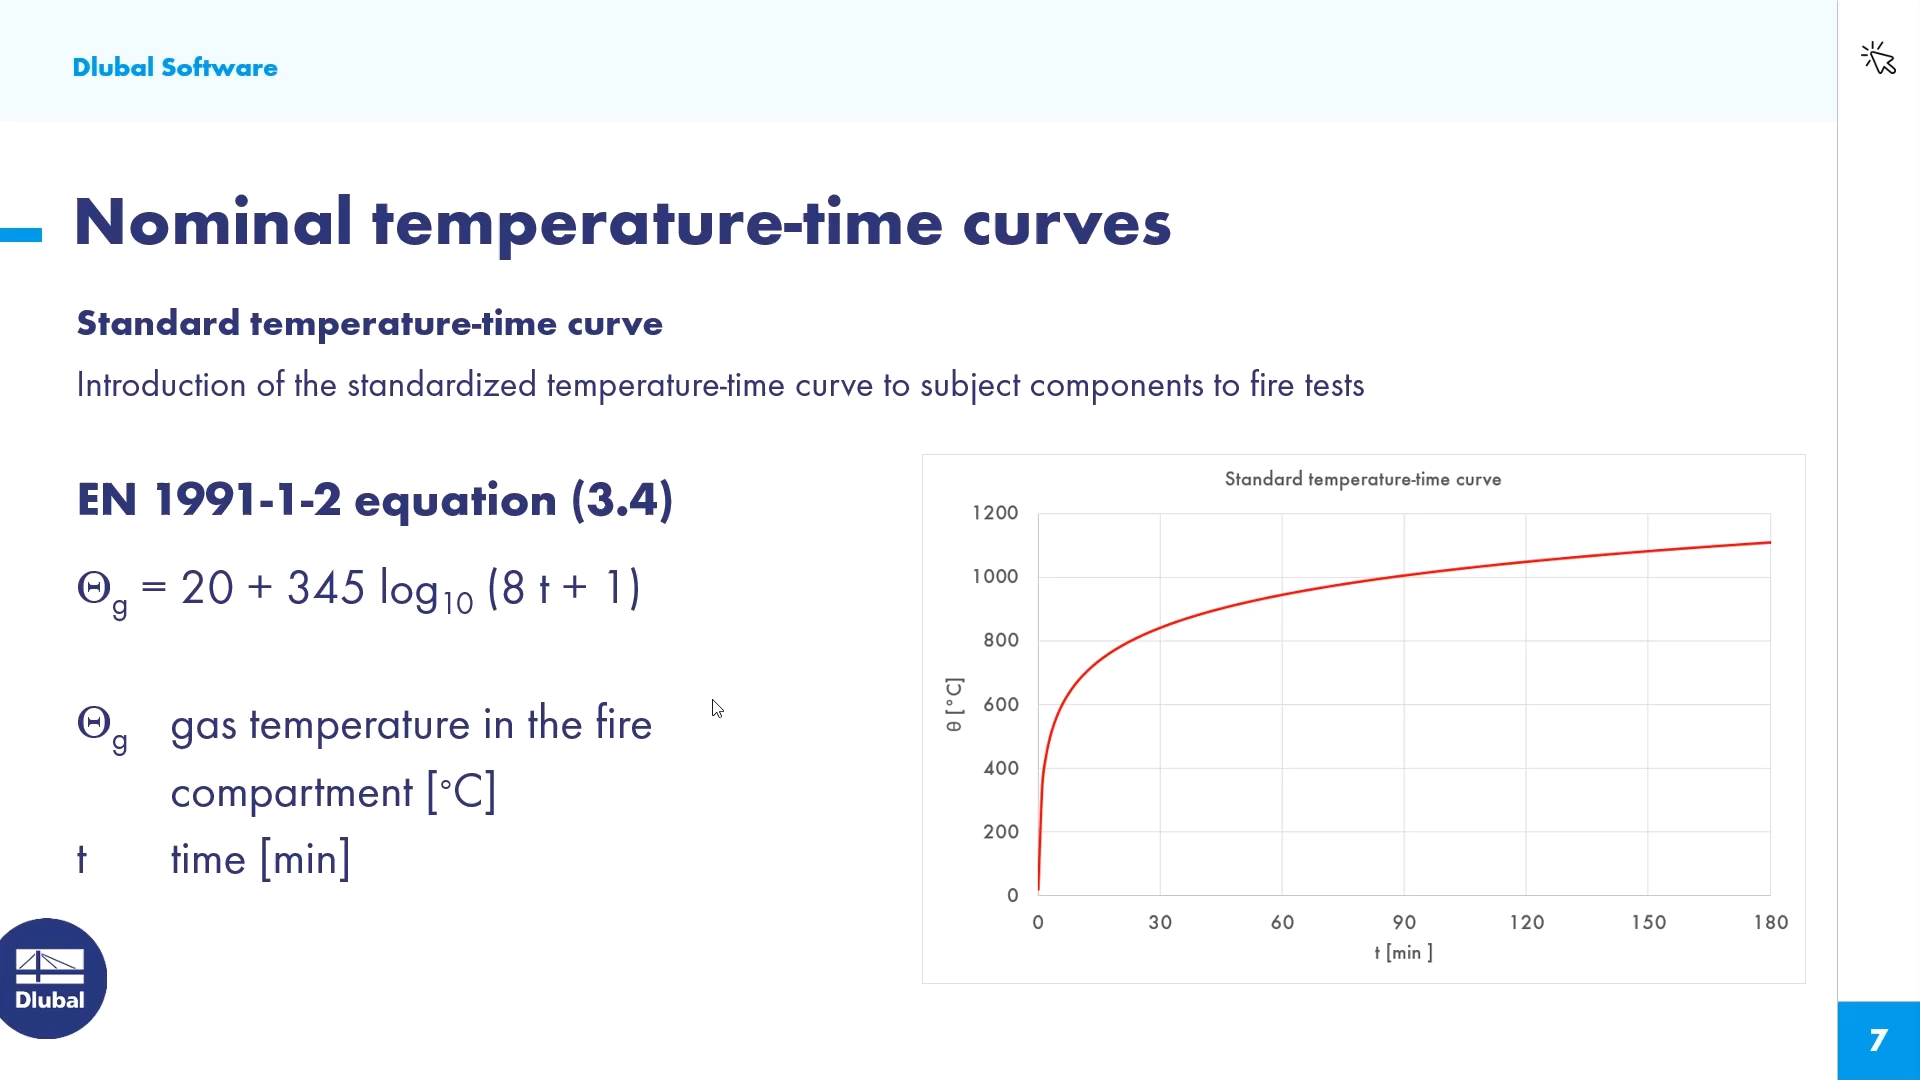 Dlubal Software
Nominal temperature-time curves
Standard temperature-time curve
Introduction of the standardized temperature-time curve to subject components to fire tests
EN 1991-1-2 equation (3.4)
Θg = 20 + 345 log10 (8 t + 1)
Θg gas temperature in the fire
compartment [°C]
t time [min]
Standard temperature-time curve
1200
1000
800
600
400
200
0
θ [°C]
0 30 60 90 120 150 180
t [min ]
Dlubal
7